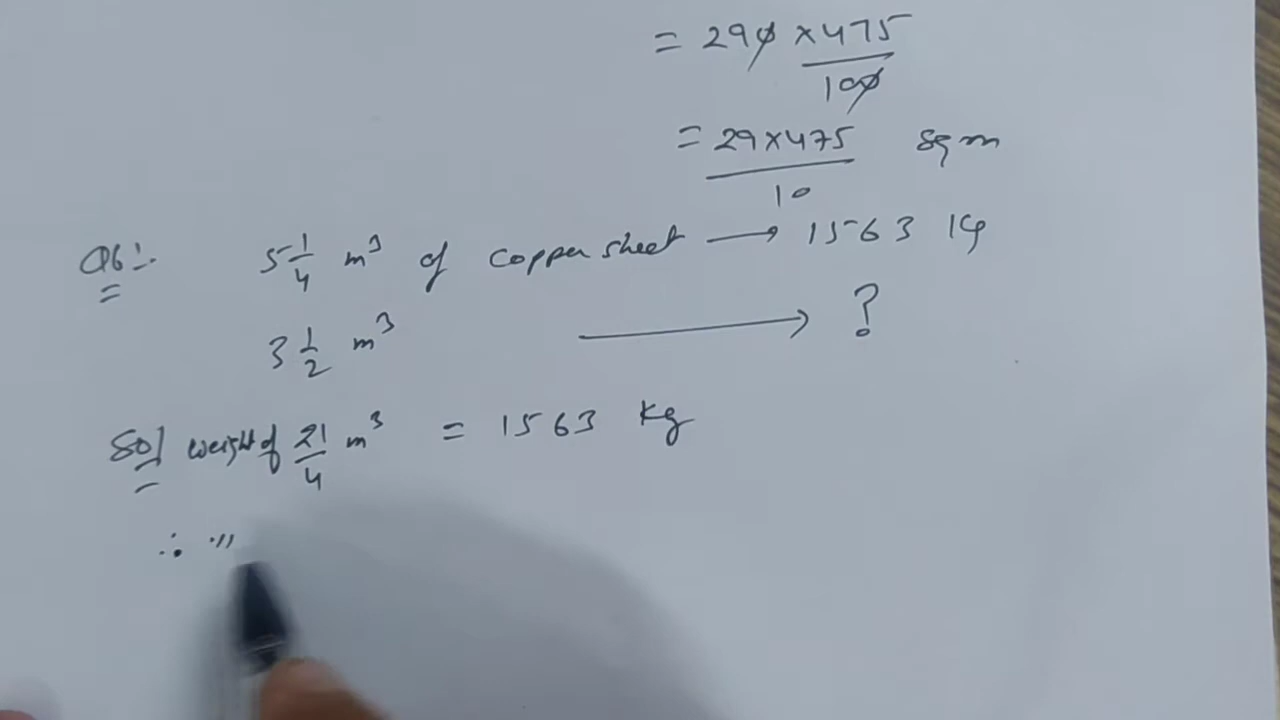 = 290 × 475/100
= 29×475/10 sqm
Q6:- 5 1/4 m³ of copper sheet → 1563 kg
3 1/2 m³ → ?
Sol weight of 21/4 m³ = 1563 kg
∴ "